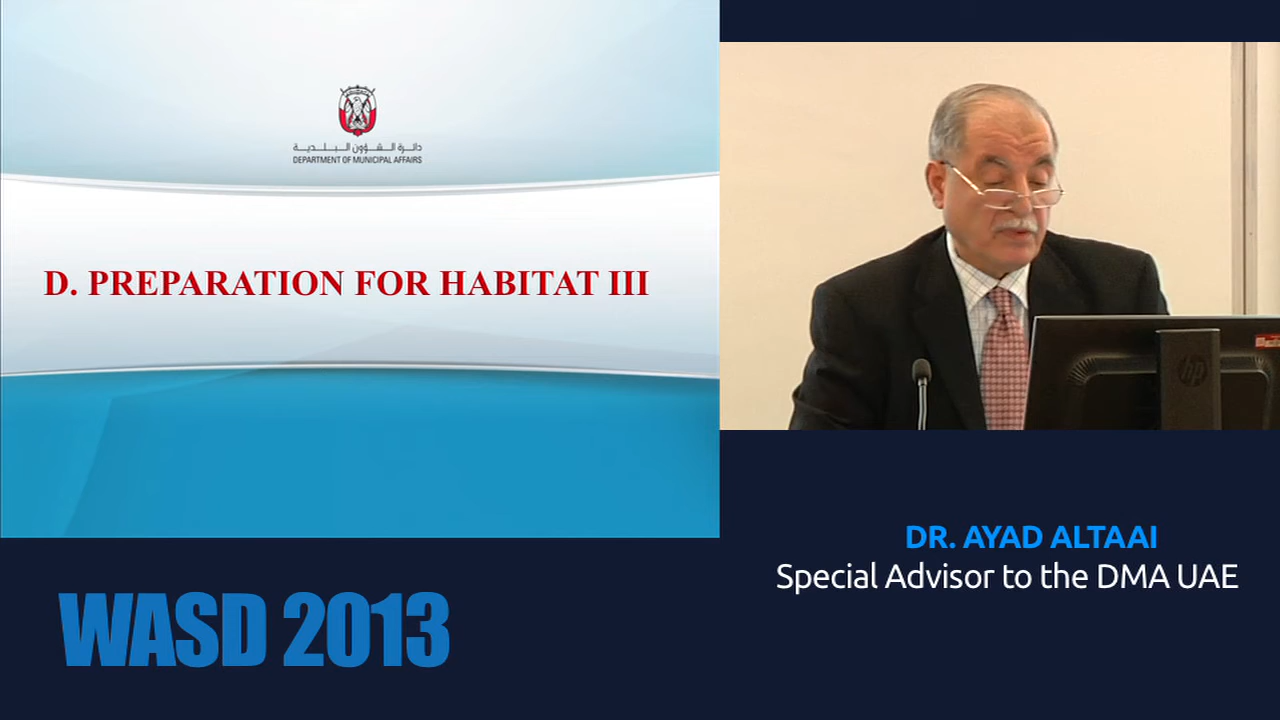 دائرة الشؤون البلدية
DEPARTMENT OF MUNICIPAL AFFAIRS
D. PREPARATION FOR HABITAT III
hp
DR. AYAD ALTAAI
Special Advisor to the DMA UAE
WASD 2013